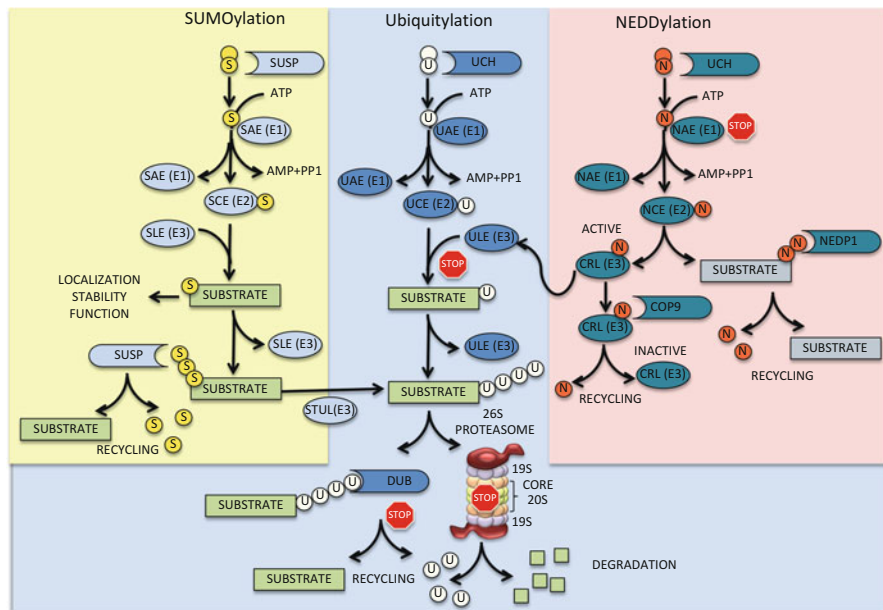 SUMOylation
Ubiquitylation
NEDDylation
S
SUSP
U
UCH
N
UCH
ATP
ATP
ATP
S
SAE (E1)
U
UAE (E1)
N
NAE (E1)
STOP
SAE (E1)
AMP+PP1
UAE (E1)
AMP+PP1
NAE (E1)
AMP+PP1
SCE (E2)
S
UCE (E2)
U
NCE (E2)
N
SLE (E3)
ULE (E3)
STOP
ACTIVE
N
CRL (E3)
N
N
NEDP1
SUBSTRATE
LOCALIZATION
STABILITY
FUNCTION
S
SUBSTRATE
SUBSTRATE
U
N
COP9
CRL (E3)
SLE (E3)
ULE (E3)
N
N
SUBSTRATE
RECYCLING
INACTIVE
CRL (E3)
N
RECYCLING
SUSP
S
S
S
SUBSTRATE
STUL(E3)
SUBSTRATE
U
U
U
U
SUBSTRATE
S
S
S
RECYCLING
26S
PROTEASOME
SUBSTRATE
U
U
U
U
DUB
STOP
19S
CORE
20S
STOP
19S
SUBSTRATE
RECYCLING
U
U
U
U
DEGRADATION